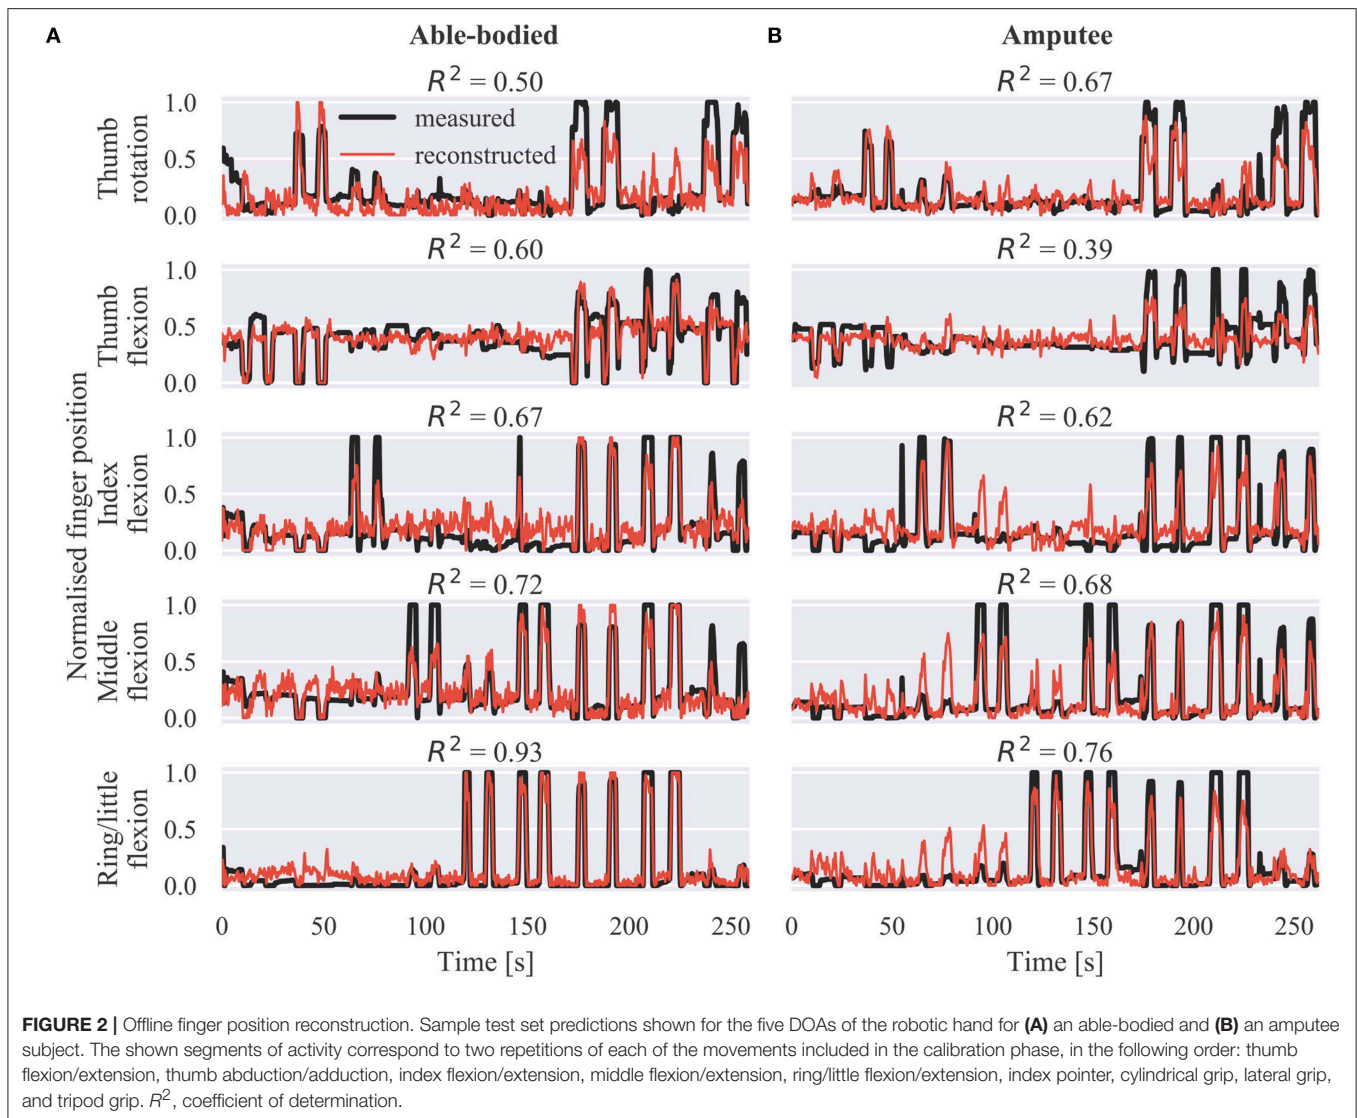 A
Able-bodied
B
Amputee
R² = 0.50
R² = 0.67
Thumb
rotation
1.0
0.5
0.0
measured
reconstructed
R² = 0.60
R² = 0.39
Thumb
flexion
1.0
0.5
0.0
R² = 0.67
R² = 0.62
Normalised finger position
Index
flexion
1.0
0.5
0.0
R² = 0.72
R² = 0.68
Middle
flexion
1.0
0.5
0.0
R² = 0.93
R² = 0.76
Ring/little
flexion
1.0
0.5
0.0
0 50 100 150 200 250
0 50 100 150 200 250
Time [s]
Time [s]
FIGURE 2 | Offline finger position reconstruction. Sample test set predictions shown for the five DOAs of the robotic hand for (A) an able-bodied and (B) an amputee
subject. The shown segments of activity correspond to two repetitions of each of the movements included in the calibration phase, in the following order: thumb
flexion/extension, thumb abduction/adduction, index flexion/extension, middle flexion/extension, ring/little flexion/extension, index pointer, cylindrical grip, lateral grip,
and tripod grip. R², coefficient of determination.